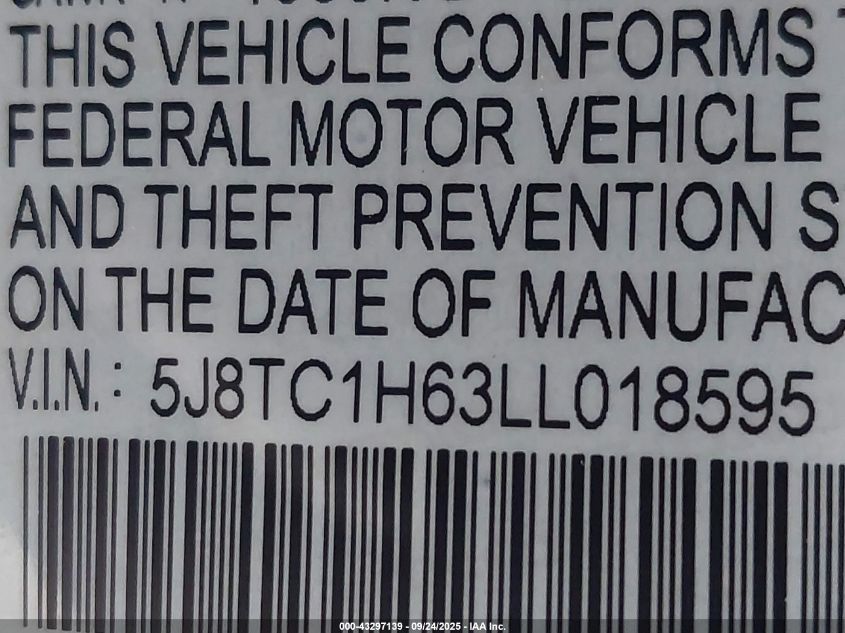 THIS VEHICLE CONFORMS T
FEDERAL MOTOR VEHICLE
AND THEFT PREVENTION S
ON THE DATE OF MANUFAC
V.I.N. : 5J8TC1H63LL018595
000-43297139 - 09/24/2025 - IAA Inc.